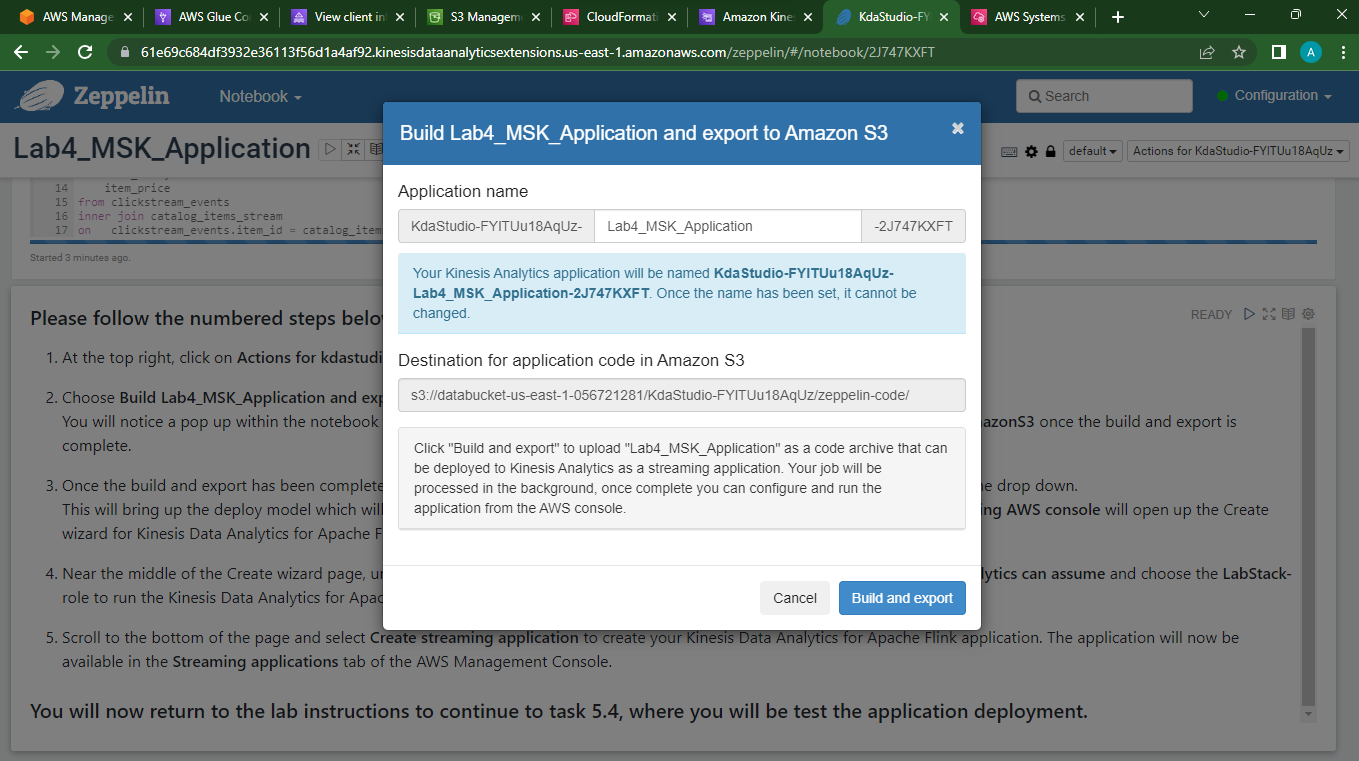 AWS Manage
AWS Glue Co
View client in
S3 Managem
CloudFormati
Amazon Kine
KdaStudio-FY
AWS Systems
61e69c684df3932e36113f56d1a4af92.kinesisdataanalyticsextensions.us-east-1.amazonaws.com/zeppelin/#/notebook/2J747KXFT
A
Zeppelin
Notebook
Search
Configuration
Lab4_MSK_Application
default
Actions for KdaStudio-FYITUu18AqUz
14 item_price
15 from clickstream_events
16 inner join catalog_items_stream
17 on clickstream_events.item_id = catalog_item
Started 3 minutes ago.
Build Lab4_MSK_Application and export to Amazon S3
Application name
KdaStudio-FYITUu18AqUz-
Lab4_MSK_Application
-2J747KXFT
Your Kinesis Analytics application will be named KdaStudio-FYITUu18AqUz-
Lab4_MSK_Application-2J747KXFT. Once the name has been set, it cannot be
changed.
Destination for application code in Amazon S3
s3://databucket-us-east-1-056721281/KdaStudio-FYITUu18AqUz/zeppelin-code/
Click "Build and export" to upload "Lab4_MSK_Application" as a code archive that can
be deployed to Kinesis Analytics as a streaming application. Your job will be
processed in the background, once complete you can configure and run the
application from the AWS console.
Cancel
Build and export
READY
Please follow the numbered steps belo
1. At the top right, click on Actions for kdastudi
2. Choose Build Lab4_MSK_Application and exp
You will notice a pop up within the notebook azonS3 once the build and export is
complete.
3. Once the build and export has been complete e drop down.
This will bring up the deploy model which wil ng AWS console will open up the Create
wizard for Kinesis Data Analytics for Apache F
4. Near the middle of the Create wizard page, un lytics can assume and choose the LabStack-
role to run the Kinesis Data Analytics for Apac
5. Scroll to the bottom of the page and select Create streaming application to create your Kinesis Data Analytics for Apache Flink application. The application will now be
available in the Streaming applications tab of the AWS Management Console.
You will now return to the lab instructions to continue to task 5.4, where you will be test the application deployment.